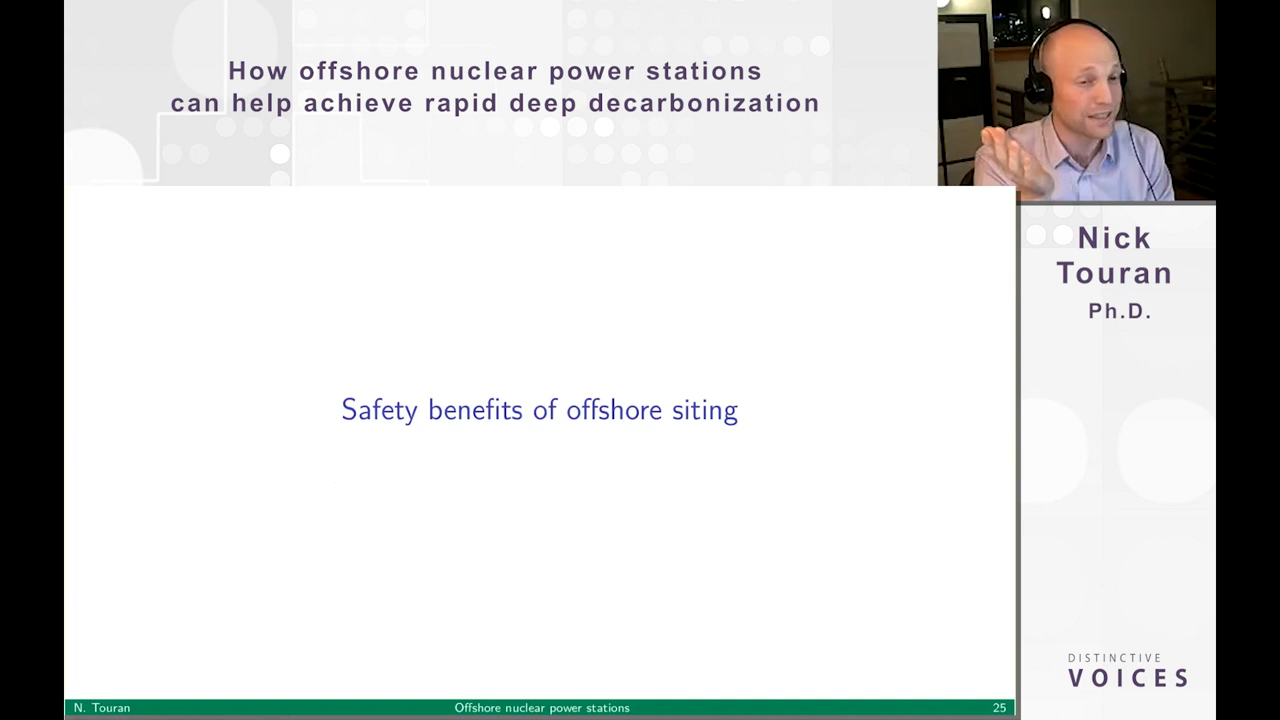 How offshore nuclear power stations
can help achieve rapid deep decarbonization
Nick
Touran
Ph.D.
Safety benefits of offshore siting
DISTINCTIVE
VOICES
N. Touran
Offshore nuclear power stations
25